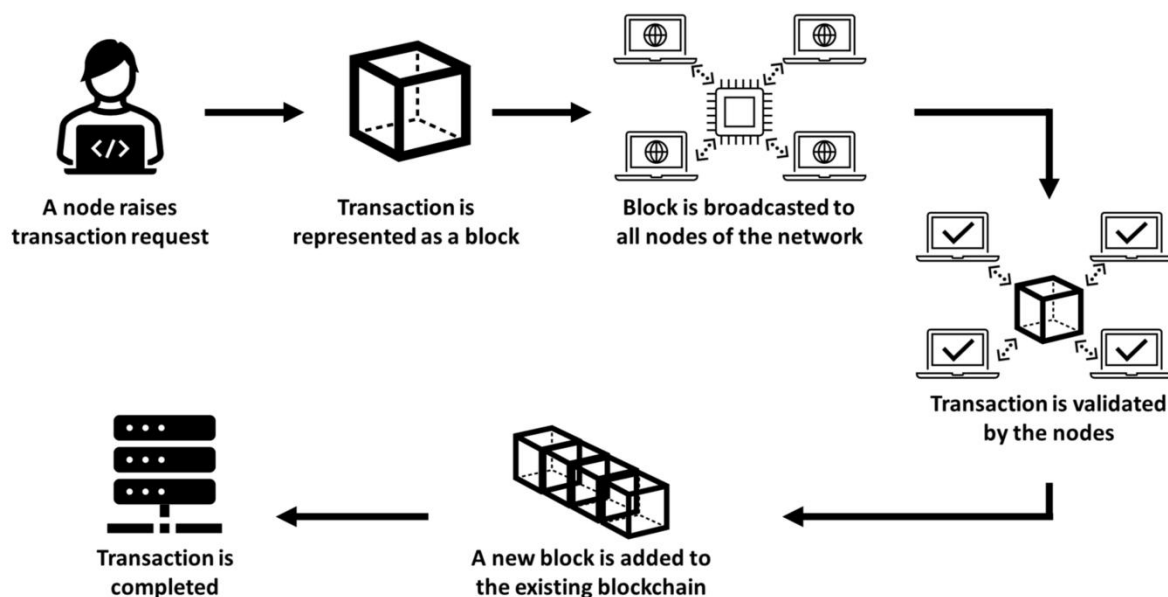 </>
A node raises
transaction request
Transaction is
represented as a block
Block is broadcasted to
all nodes of the network
Transaction is validated
by the nodes
A new block is added to
the existing blockchain
Transaction is
completed